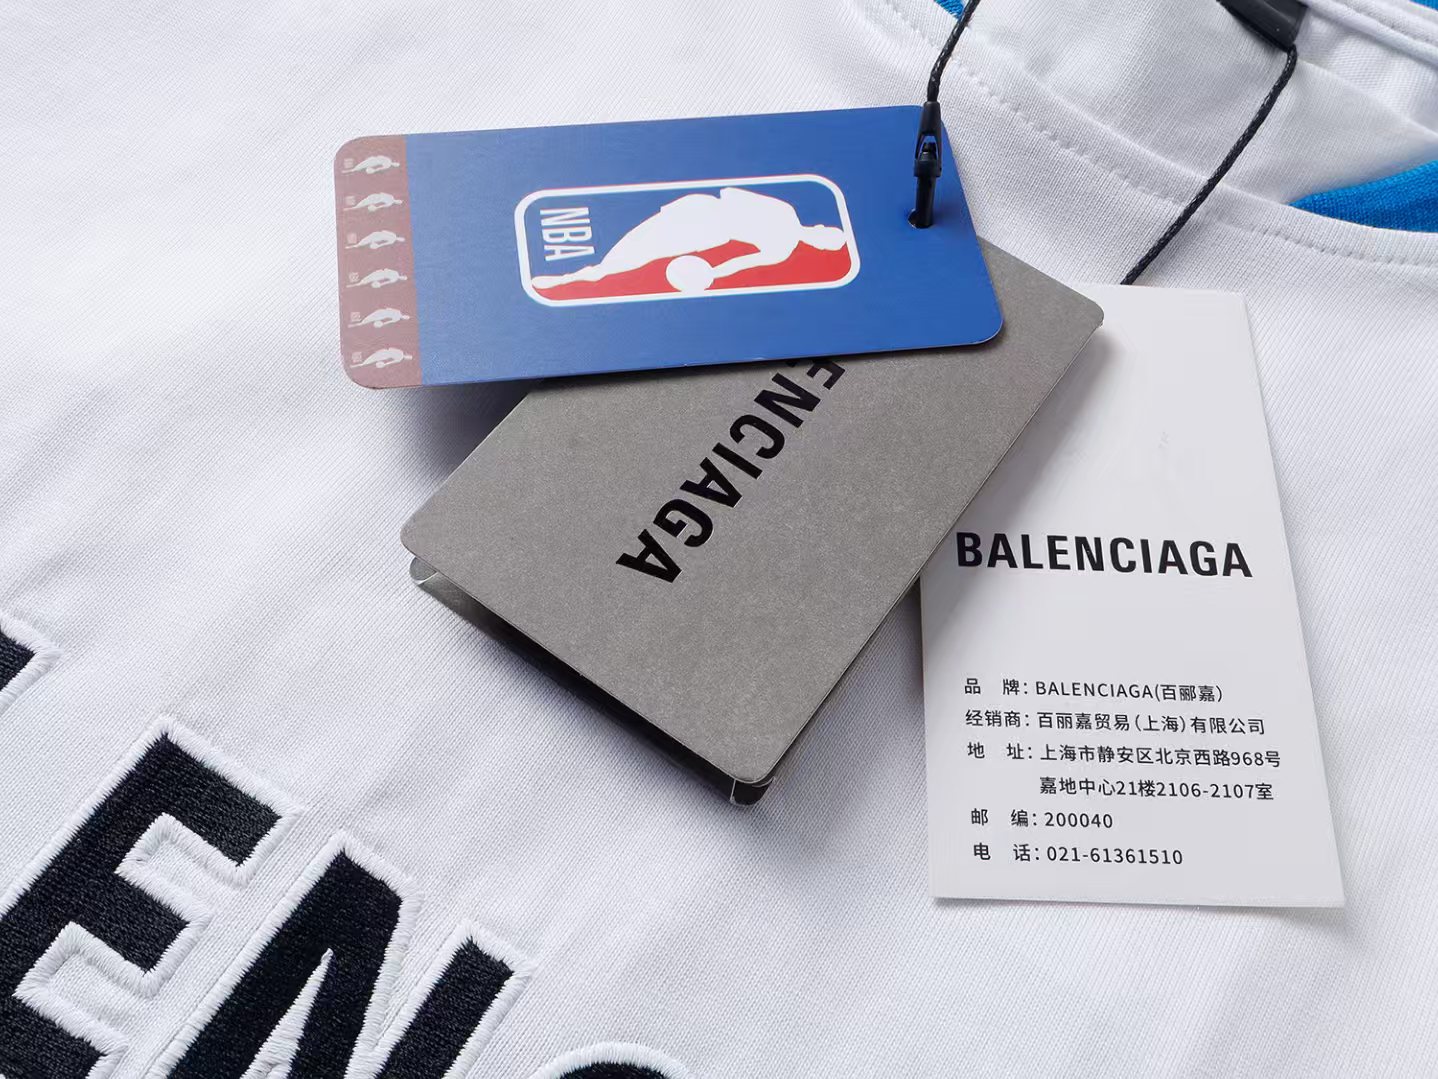 NBA
ENCIAGA
BALENCIAGA
品 牌：BALENCIAGA(百郦嘉)
经销商：百丽嘉贸易(上海)有限公司
地 址：上海市静安区北京西路968号
嘉地中心21楼2106-2107室
邮 编：200040
电 话：021-61361510
EN